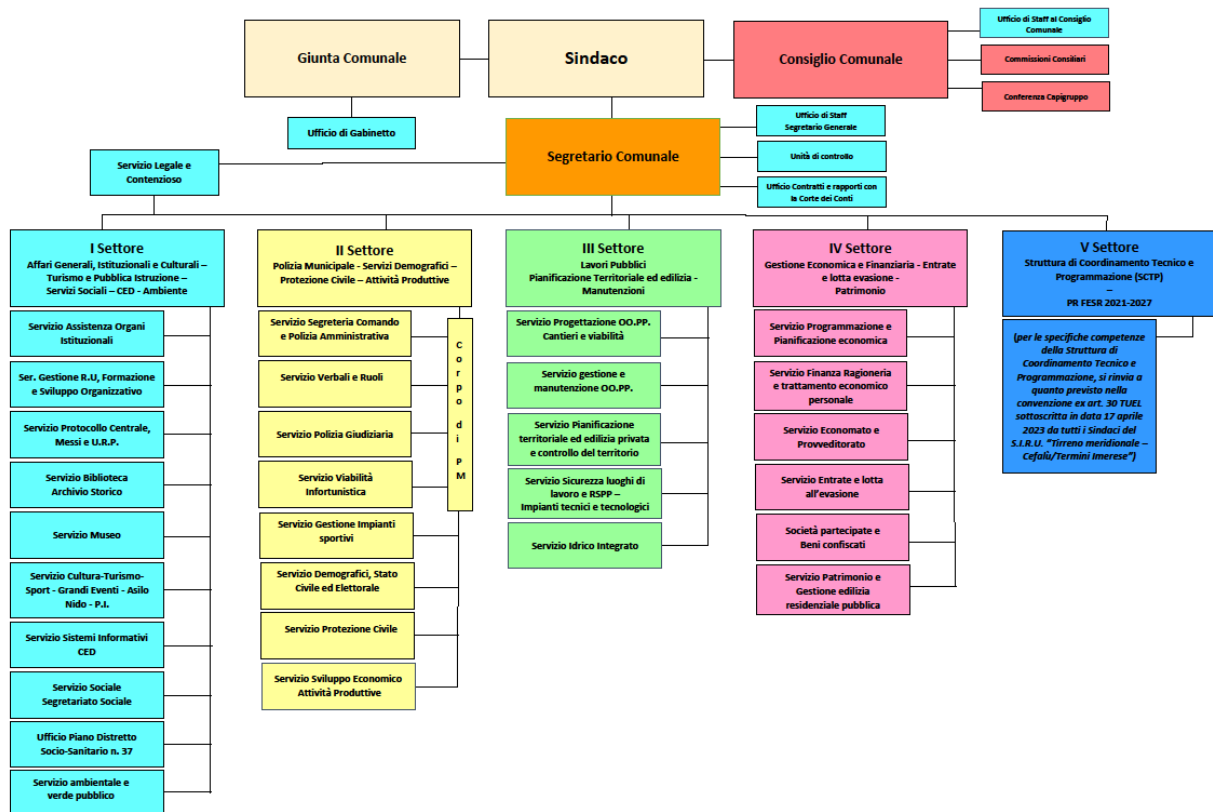 Giunta Comunale
Sindaco
Consiglio Comunale
Ufficio di Staff al Consiglio
Comunale
Commissioni Consiliari
Conferenza Capigruppo
Ufficio di Gabinetto
Segretario Comunale
Ufficio di Staff
Segretario Generale
Unità di controllo
Ufficio Contratti e rapporti con
la Corte dei Conti
Servizio Legale e
Contenzioso
I Settore
Affari Generali, Istituzionali e Culturali –
Turismo e Pubblica Istruzione –
Servizi Sociali – CED - Ambiente
Servizio Assistenza Organi
Istituzionali
Ser. Gestione R.U, Formazione
e Sviluppo Organizzativo
Servizio Protocollo Centrale,
Messi e U.R.P.
Servizio Biblioteca
Archivio Storico
Servizio Museo
Servizio Cultura-Turismo-
Sport - Grandi Eventi - Asilo
Nido - P.I.
Servizio Sistemi Informativi
CED
Servizio Sociale
Segretariato Sociale
Ufficio Piano Distretto
Socio-Sanitario n. 37
Servizio ambientale e
verde pubblico
II Settore
Polizia Municipale - Servizi Demografici –
Protezione Civile – Attività Produttive
Servizio Segreteria Comando
e Polizia Amministrativa
Servizio Verbali e Ruoli
Servizio Polizia Giudiziaria
Servizio Viabilità
Infortunistica
Corpo di PM
Servizio Gestione Impianti
sportivi
Servizio Demografici, Stato
Civile ed Elettorale
Servizio Protezione Civile
Servizio Sviluppo Economico
Attività Produttive
III Settore
Lavori Pubblici
Pianificazione Territoriale ed edilizia -
Manutenzioni
Servizio Progettazione OO.PP.
Cantieri e viabilità
Servizio gestione e
manutenzione OO.PP.
Servizio Pianificazione
territoriale ed edilizia privata
e controllo del territorio
Servizio Sicurezza luoghi di
lavoro e RSPP –
Impianti tecnici e tecnologici
Servizio Idrico Integrato
IV Settore
Gestione Economica e Finanziaria - Entrate
e lotta evasione -
Patrimonio
Servizio Programmazione e
Pianificazione economica
Servizio Finanza Ragioneria
e trattamento economico
personale
Servizio Economato e
Provveditorato
Servizio Entrate e lotta
all'evasione
Società partecipate e
Beni confiscati
Servizio Patrimonio e
Gestione edilizia
residenziale pubblica
V Settore
Struttura di Coordinamento Tecnico e
Programmazione (SCTP)
–
PR FESR 2021-2027
(per le specifiche competenze
della Struttura di
Coordinamento Tecnico e
Programmazione, si rinvia a
quanto previsto nella
convenzione ex art. 30 TUEL
sottoscritta in data 17 aprile
2023 da tutti i Sindaci del
S.I.R.U. "Tirreno meridionale –
Cefalù/Termini Imerese")